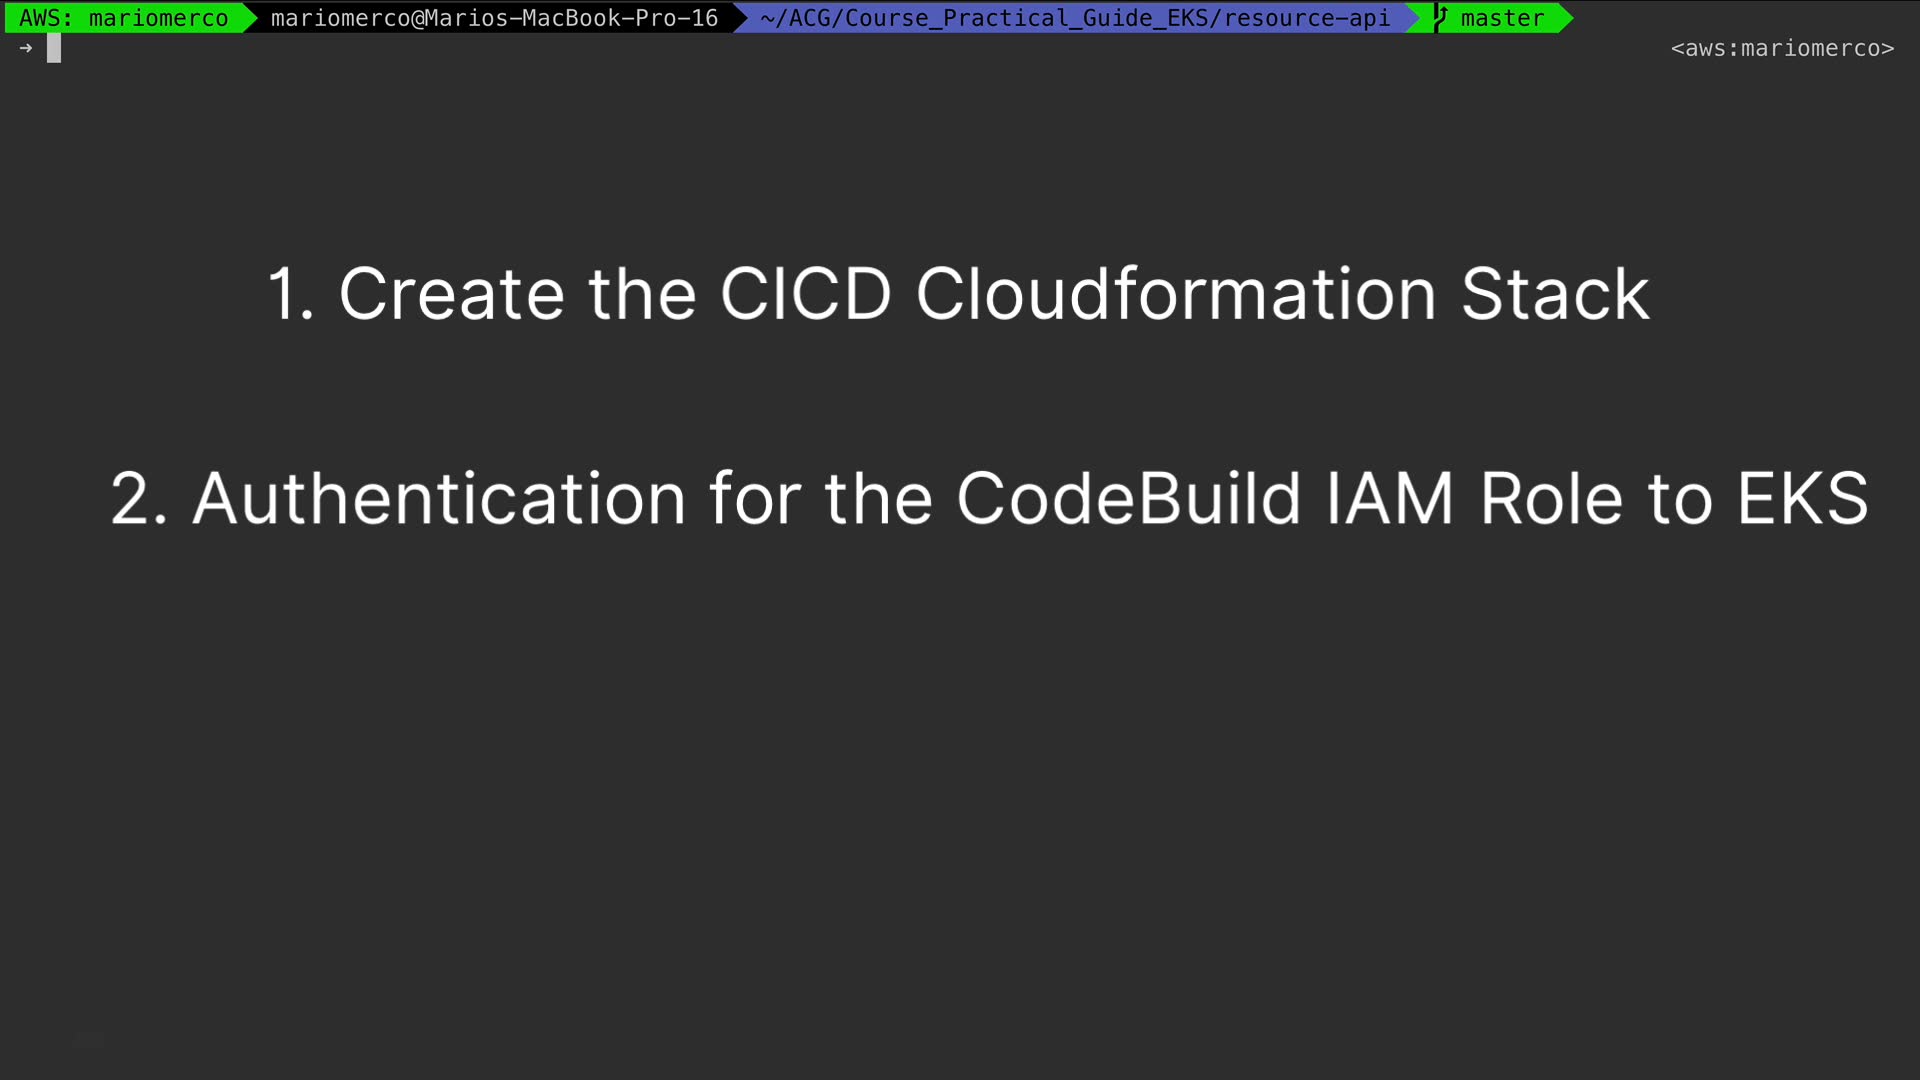 AWS: mariomerco mariomerco@Marios-MacBook-Pro-16 ~/ACG/Course_Practical_Guide_EKS/resource-api master
→ <aws:mariomerco>
1. Create the CICD Cloudformation Stack
2. Authentication for the CodeBuild IAM Role to EKS